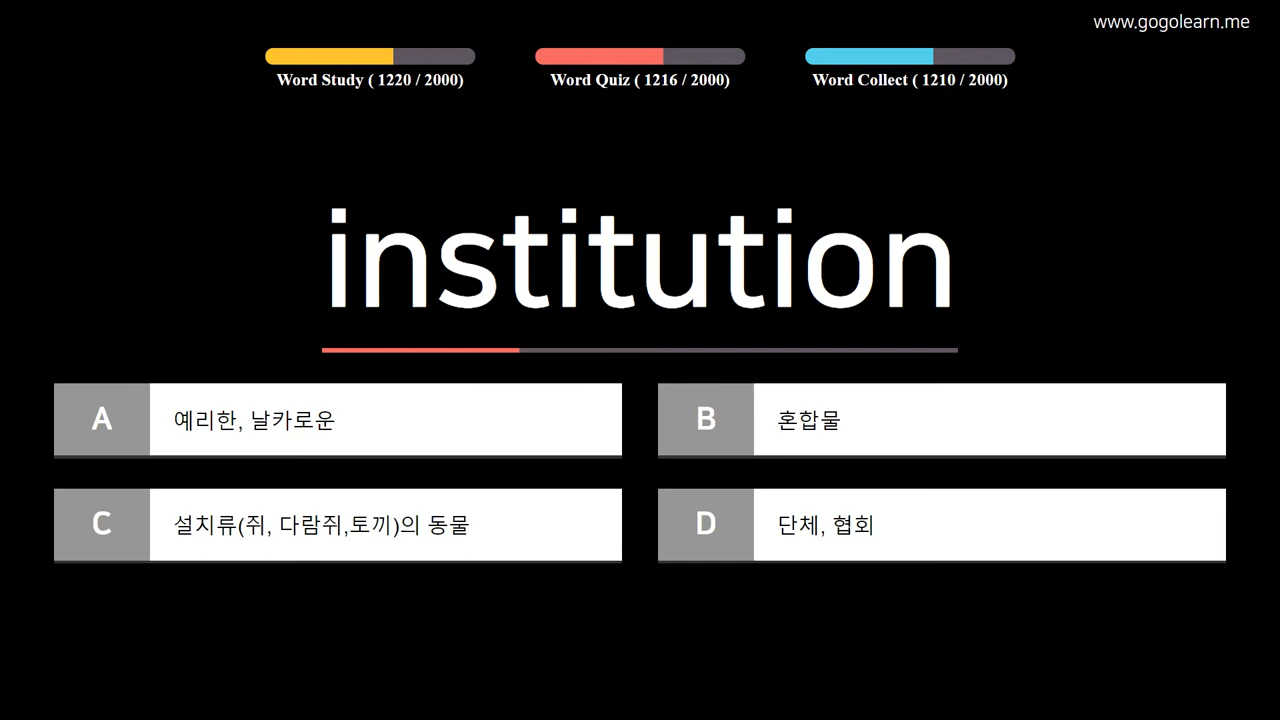 www.gogolearn.me
Word Study ( 1220 / 2000)
Word Quiz ( 1216 / 2000)
Word Collect ( 1210 / 2000)
institution
A 예리한, 날카로운
B 혼합물
C 설치류(쥐, 다람쥐,토끼)의 동물
D 단체, 협회